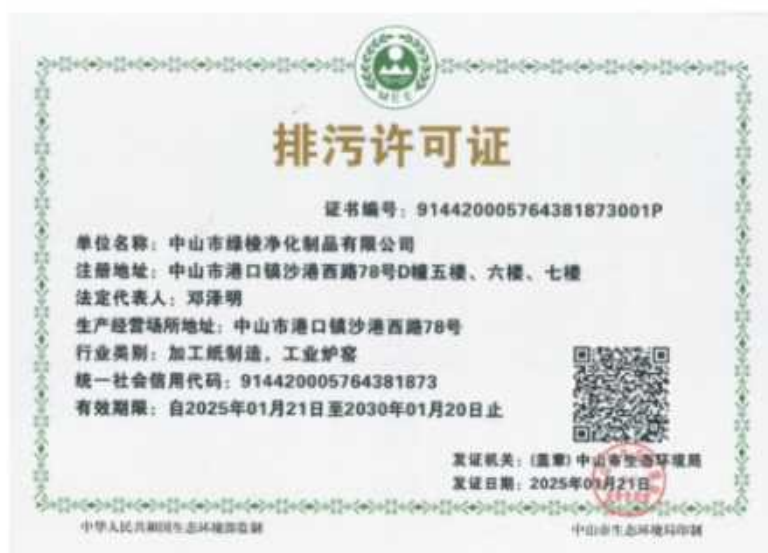 MEE
排污许可证
证书编号：914420005764381873001P
单位名称：中山市绿棱净化制品有限公司
注册地址：中山市港口镇沙港西路78号D幢五楼、六楼、七楼
法定代表人：邓泽明
生产经营场所地址：中山市港口镇沙港西路78号
行业类别：加工纸制造，工业炉窑
统一社会信用代码：914420005764381873
有效期限：自2025年01月21日至2030年01月20日止
发证机关：(盖章)中山市生态环境局
发证日期：2025年01月21日
中华人民共和国生态环境部监制
中山市生态环境局印制